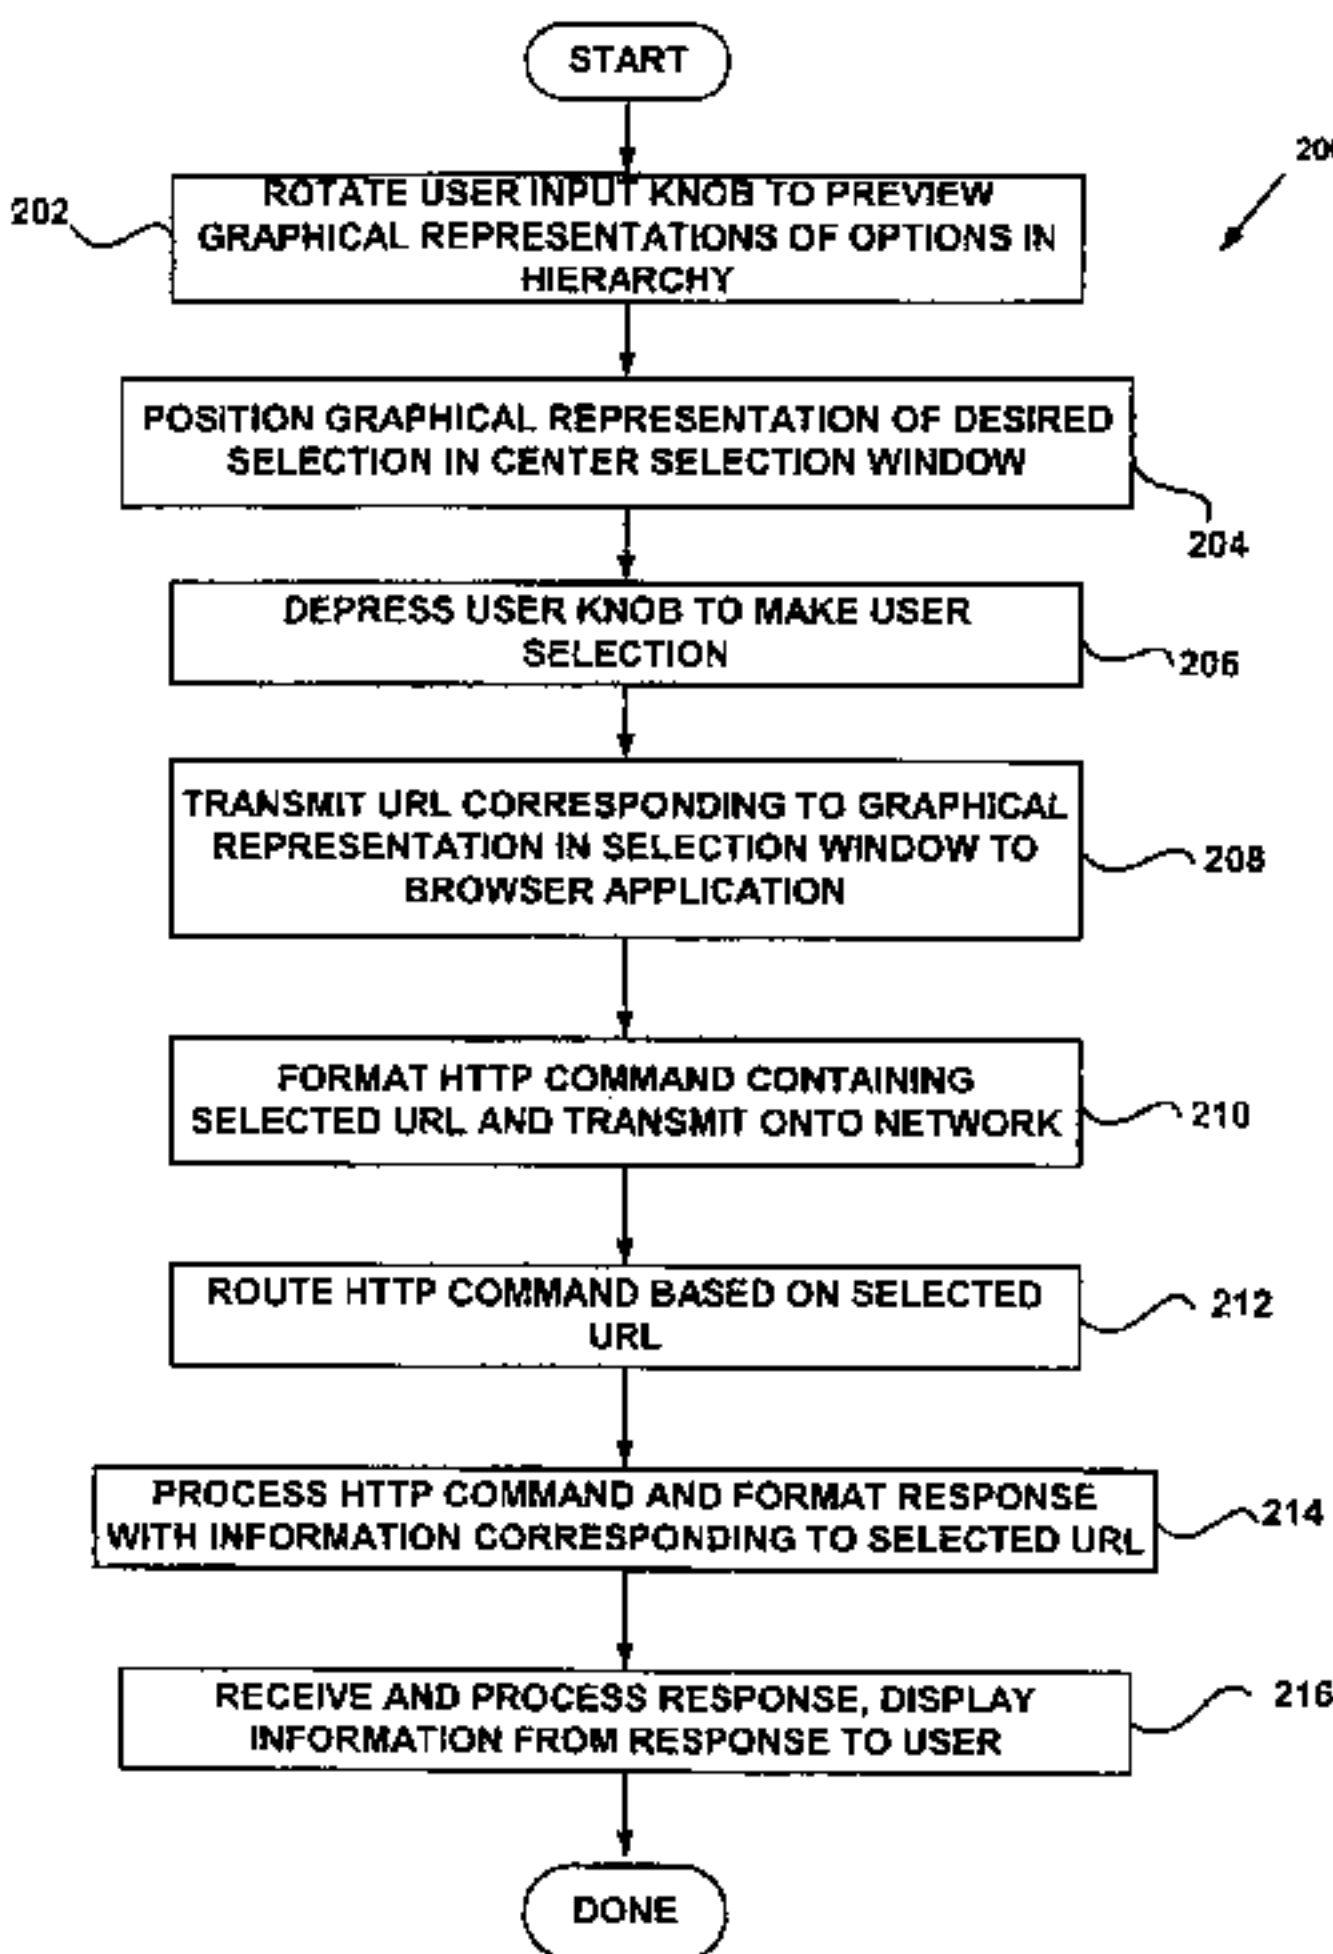 START
200
202
ROTATE USER INPUT KNOB TO PREVIEW
GRAPHICAL REPRESENTATIONS OF OPTIONS IN
HIERARCHY
POSITION GRAPHICAL REPRESENTATION OF DESIRED
SELECTION IN CENTER SELECTION WINDOW
204
DEPRESS USER KNOB TO MAKE USER
SELECTION
206
TRANSMIT URL CORRESPONDING TO GRAPHICAL
REPRESENTATION IN SELECTION WINDOW TO
BROWSER APPLICATION
208
FORMAT HTTP COMMAND CONTAINING
SELECTED URL AND TRANSMIT ONTO NETWORK
210
ROUTE HTTP COMMAND BASED ON SELECTED
URL
212
PROCESS HTTP COMMAND AND FORMAT RESPONSE
WITH INFORMATION CORRESPONDING TO SELECTED URL
214
RECEIVE AND PROCESS RESPONSE, DISPLAY
INFORMATION FROM RESPONSE TO USER
216
DONE